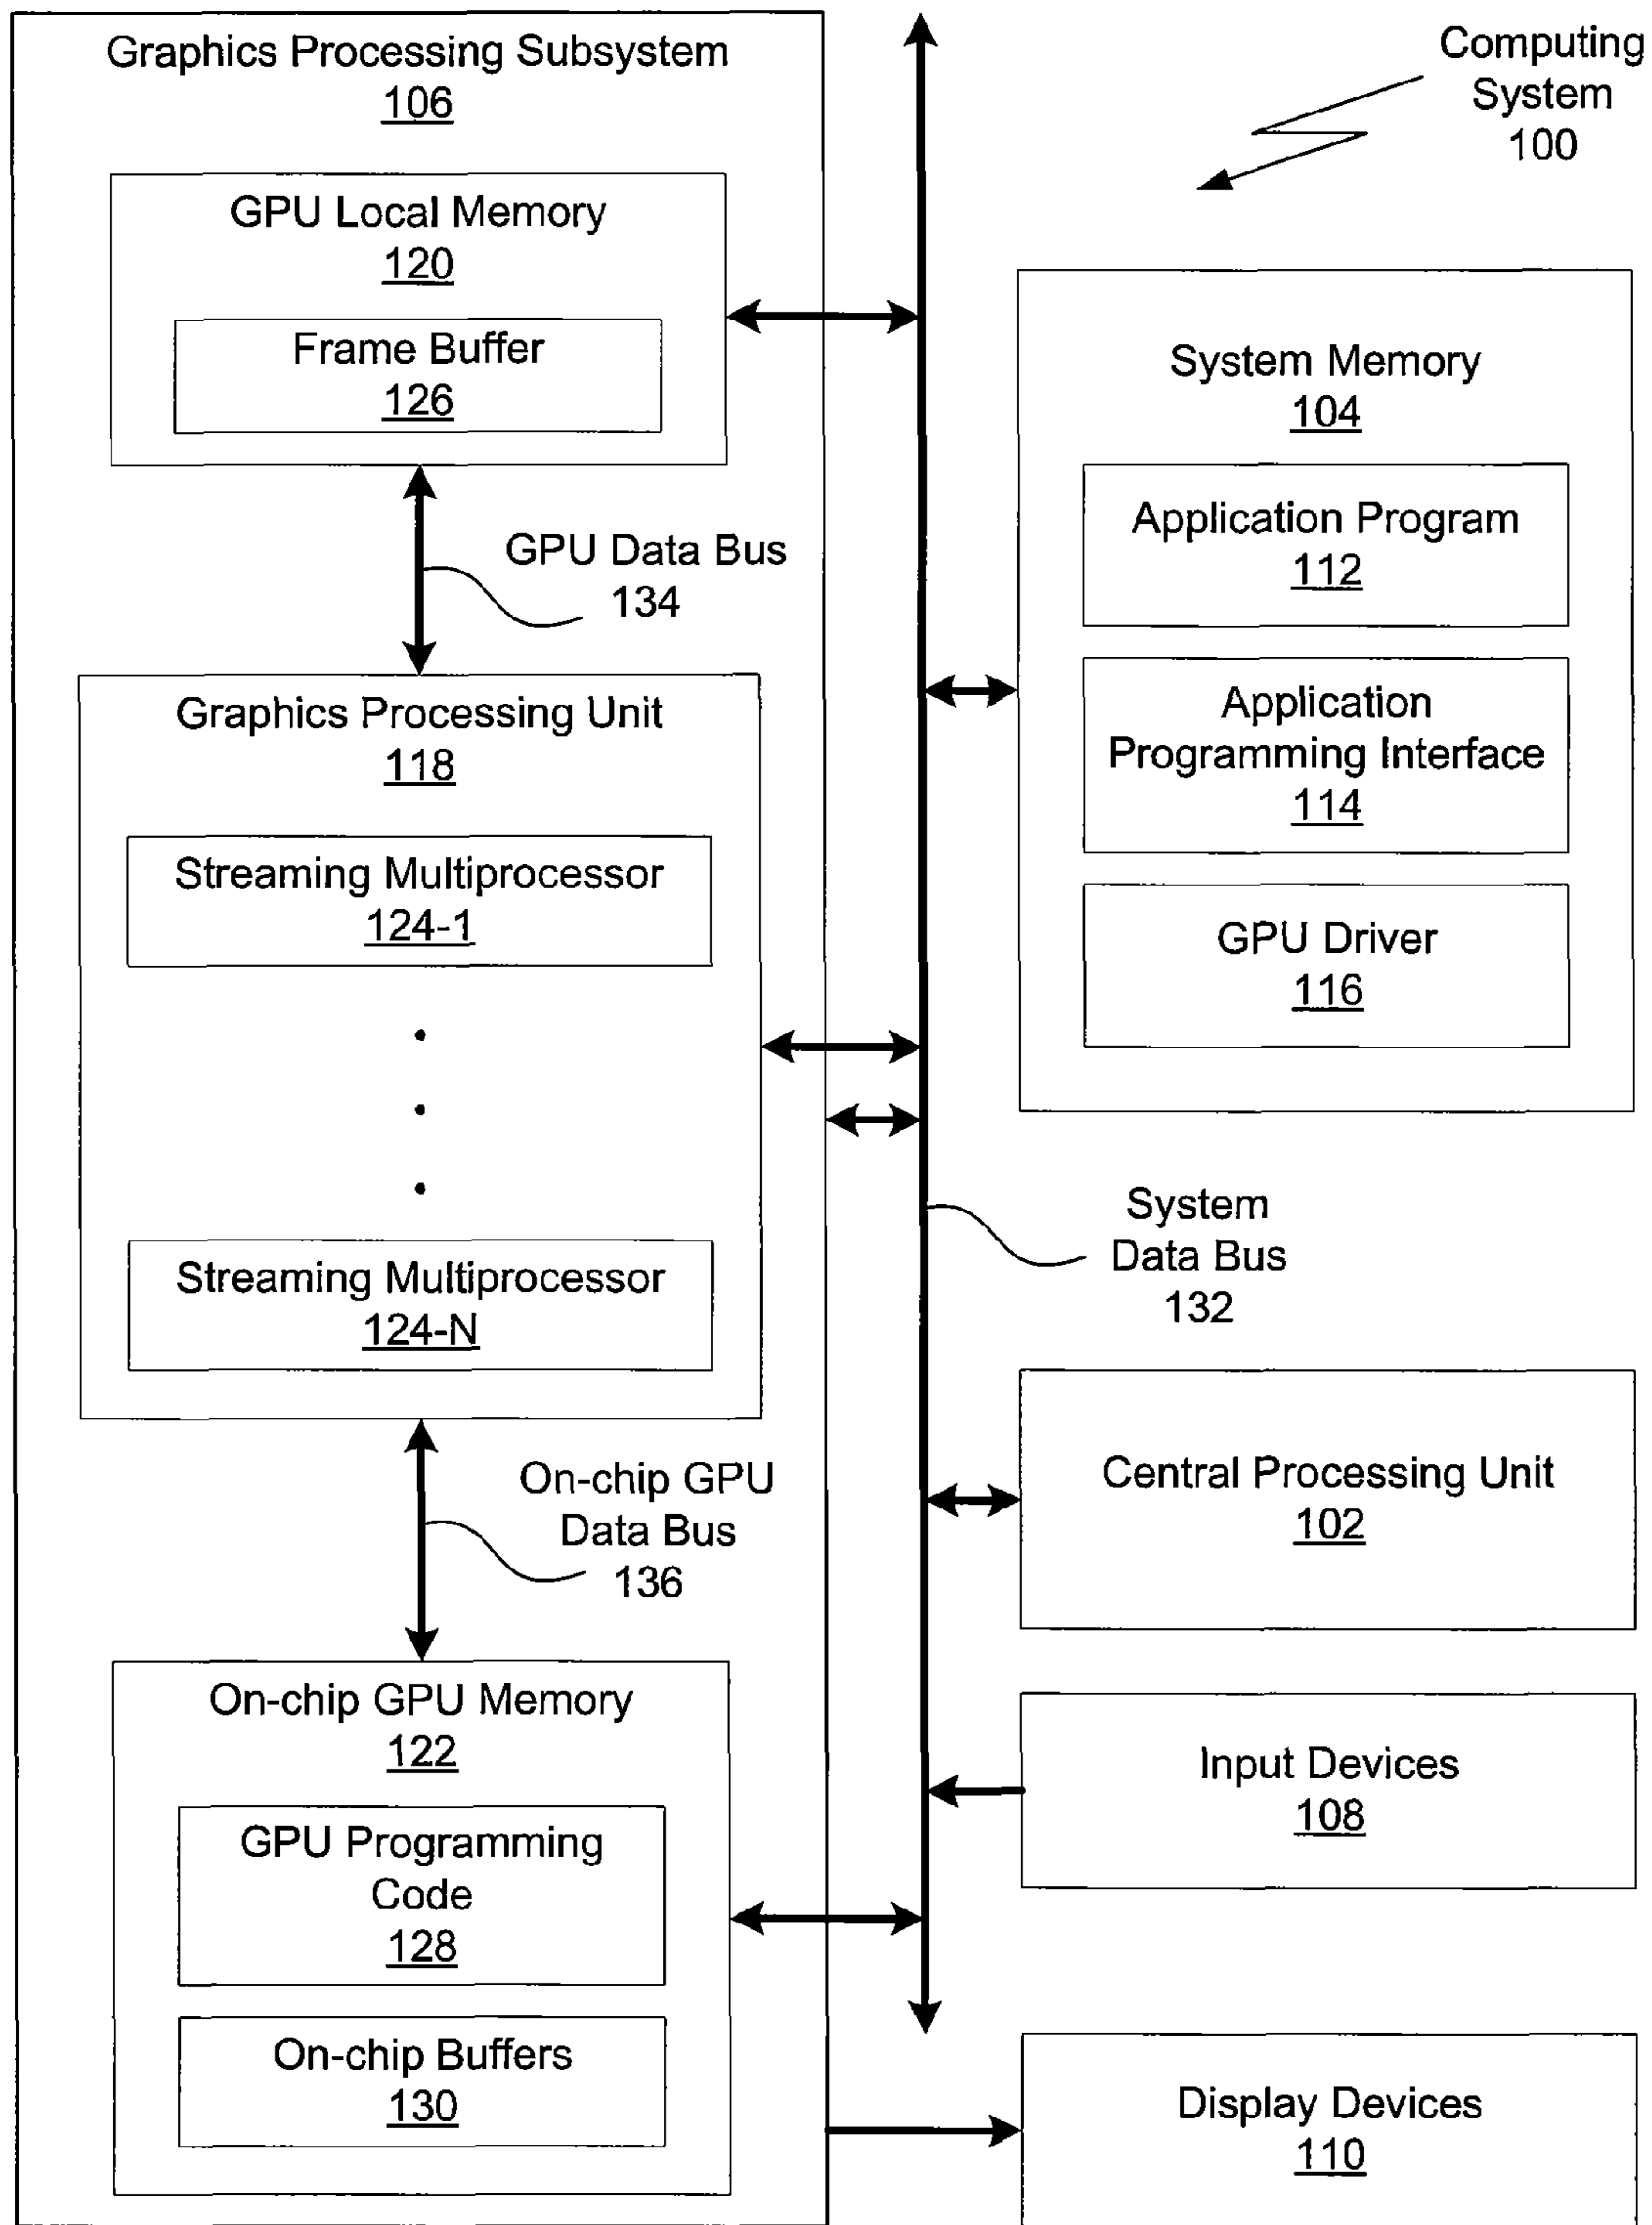 Graphics Processing Subsystem
106
GPU Local Memory
120
Frame Buffer
126
GPU Data Bus
134
Graphics Processing Unit
118
Streaming Multiprocessor
124-1
Streaming Multiprocessor
124-N
On-chip GPU
Data Bus
136
On-chip GPU Memory
122
GPU Programming
Code
128
On-chip Buffers
130
Computing
System
100
System Memory
104
Application Program
112
Application
Programming Interface
114
GPU Driver
116
System
Data Bus
132
Central Processing Unit
102
Input Devices
108
Display Devices
110